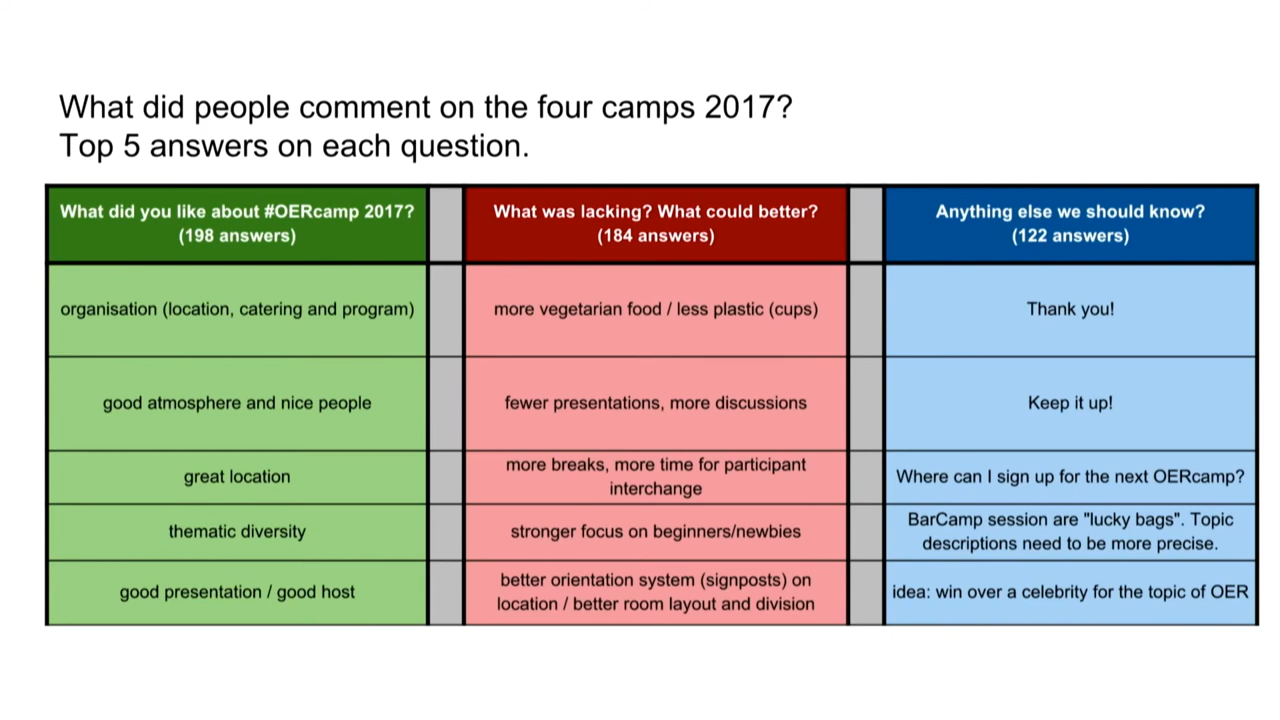 What did people comment on the four camps 2017?
Top 5 answers on each question.
What did you like about #OERcamp 2017?
(198 answers)
What was lacking? What could better?
(184 answers)
Anything else we should know?
(122 answers)
organisation (location, catering and program)
more vegetarian food / less plastic (cups)
Thank you!
good atmosphere and nice people
fewer presentations, more discussions
Keep it up!
great location
more breaks, more time for participant
interchange
Where can I sign up for the next OERcamp?
thematic diversity
stronger focus on beginners/newbies
BarCamp session are "lucky bags". Topic
descriptions need to be more precise.
good presentation / good host
better orientation system (signposts) on
location / better room layout and division
idea: win over a celebrity for the topic of OER